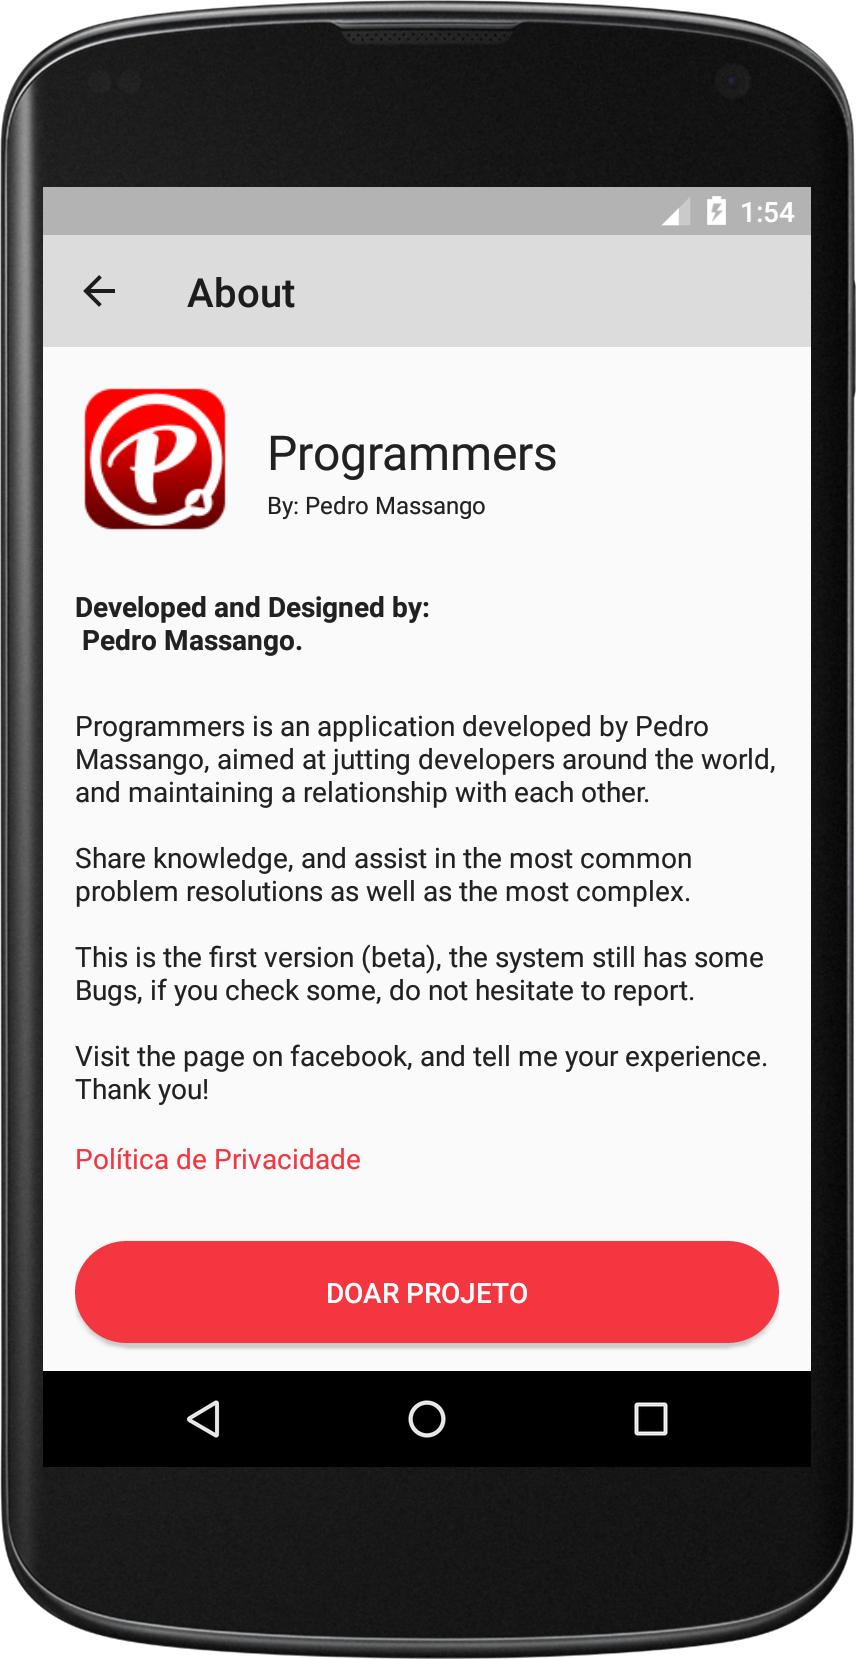 1:54
About
P
Programmers
By: Pedro Massango
Developed and Designed by:
Pedro Massango.
Programmers is an application developed by Pedro
Massango, aimed at jutting developers around the world,
and maintaining a relationship with each other.
Share knowledge, and assist in the most common
problem resolutions as well as the most complex.
This is the first version (beta), the system still has some
Bugs, if you check some, do not hesitate to report.
Visit the page on facebook, and tell me your experience.
Thank you!
Política de Privacidade
DOAR PROJETO